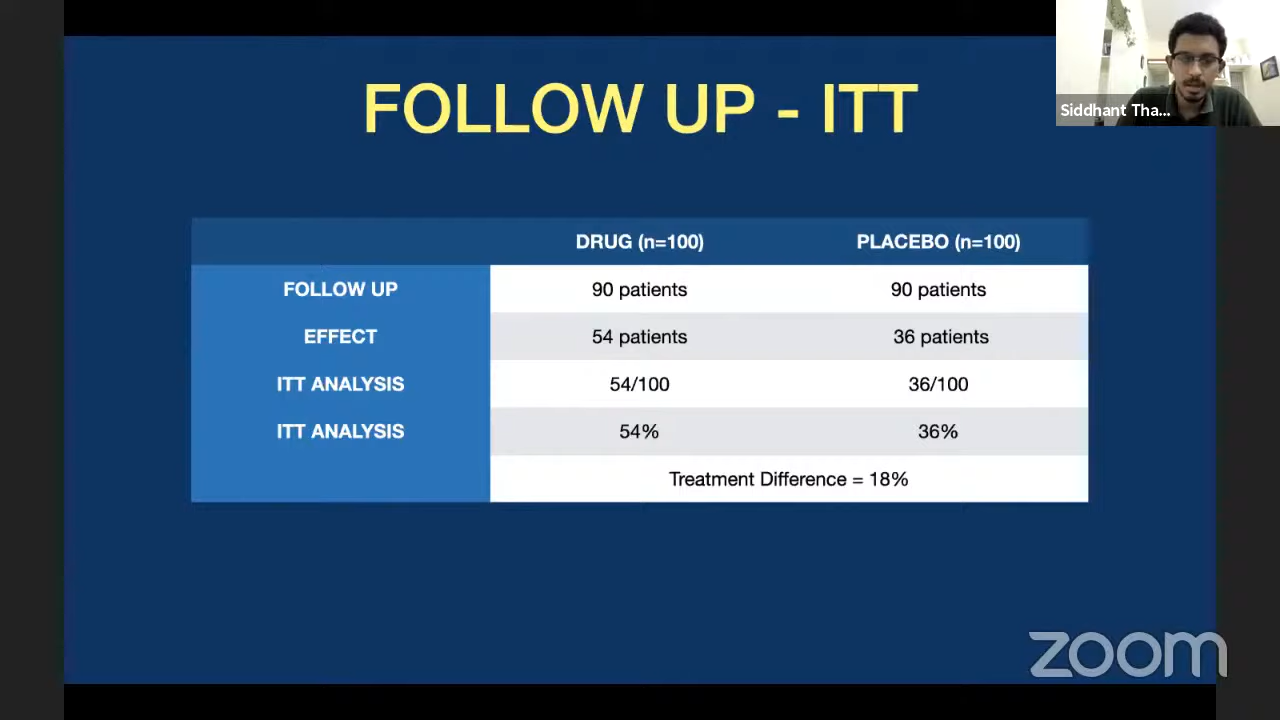 FOLLOW UP - ITT
Siddhant Tha...
DRUG (n=100) PLACEBO (n=100)
FOLLOW UP 90 patients 90 patients
EFFECT 54 patients 36 patients
ITT ANALYSIS 54/100 36/100
ITT ANALYSIS 54% 36%
Treatment Difference = 18%
zoom